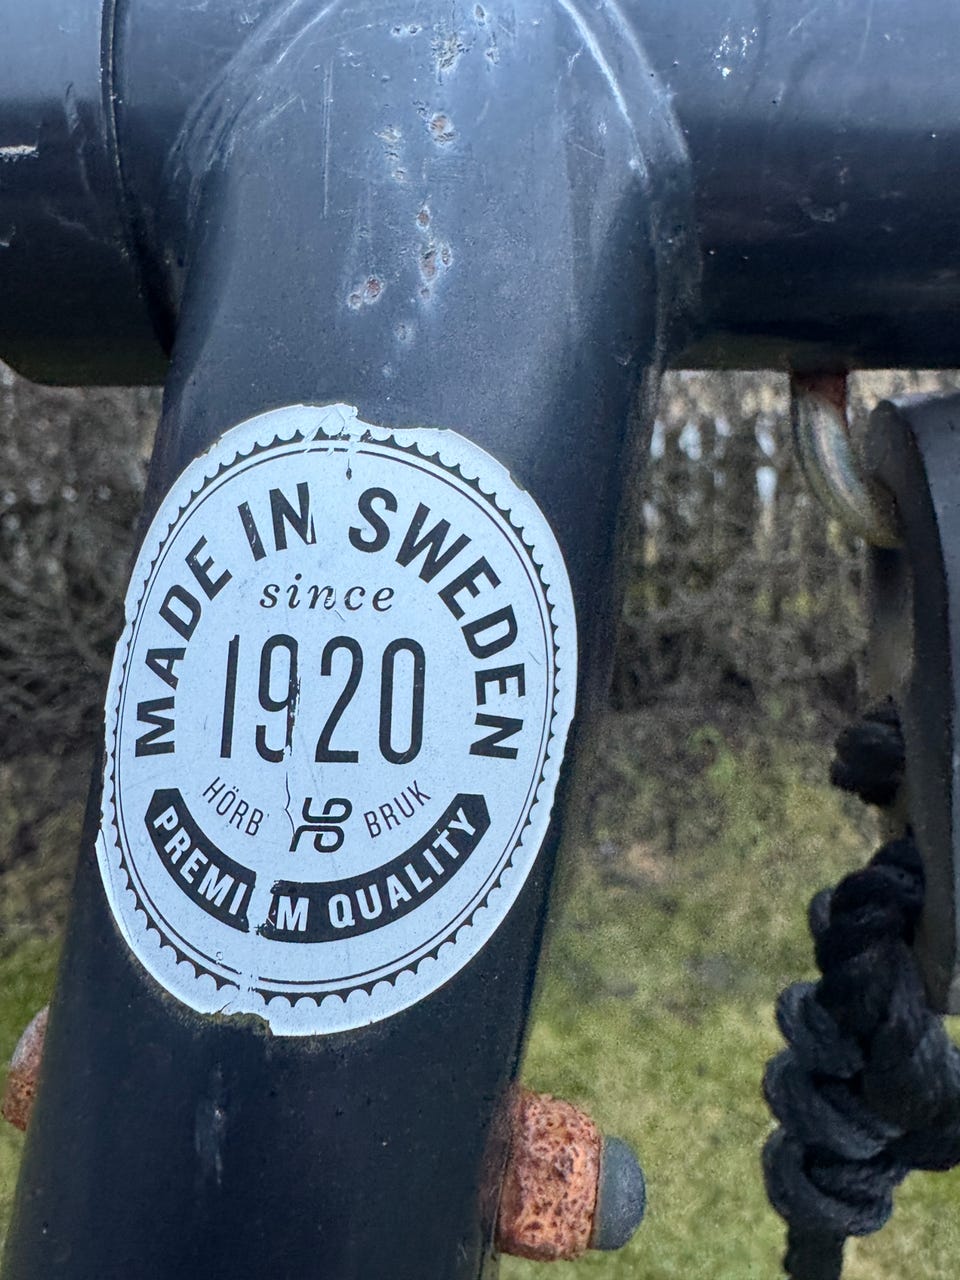 MADE IN SWEDEN
since
1920
HÖRB BRUK
PREMI M QUALITY